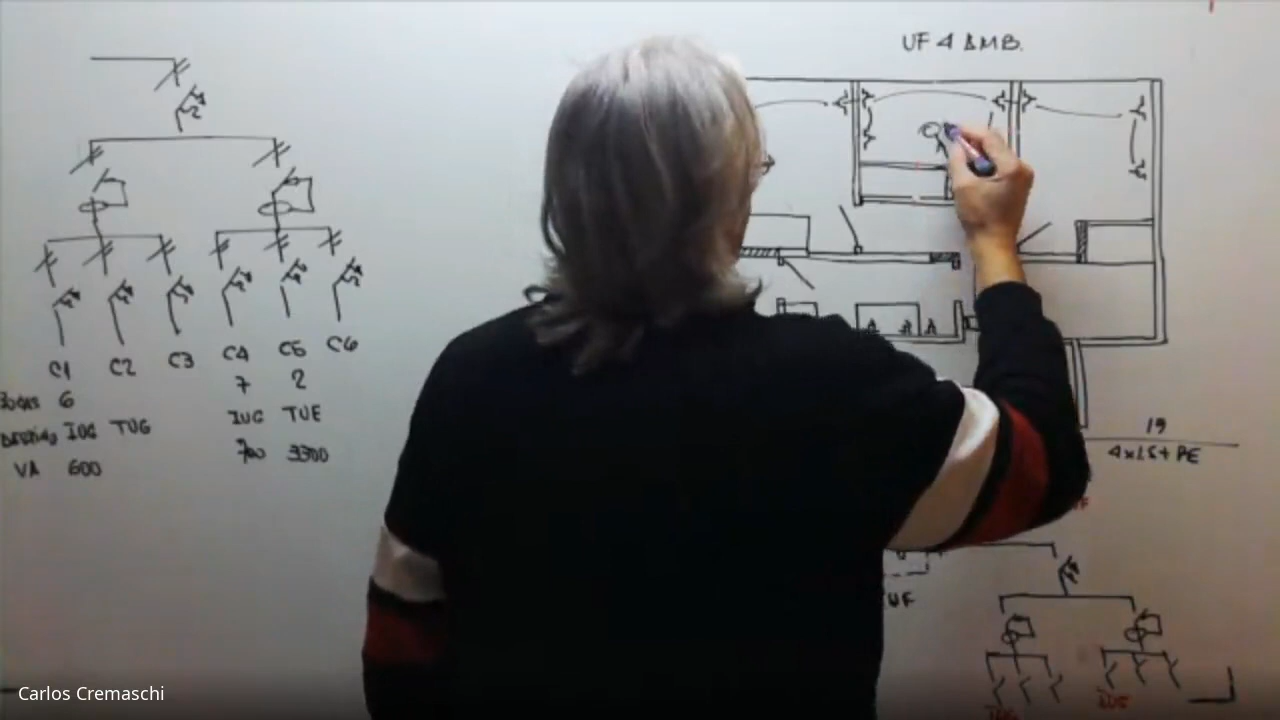 UF 4 AMB.
C1 C2 C3 C4 C5 C6
6 7 2
IUG TUG IUG TUE
VA 600 700 3300
19
4x1.5+PE
UF
Carlos Cremaschi